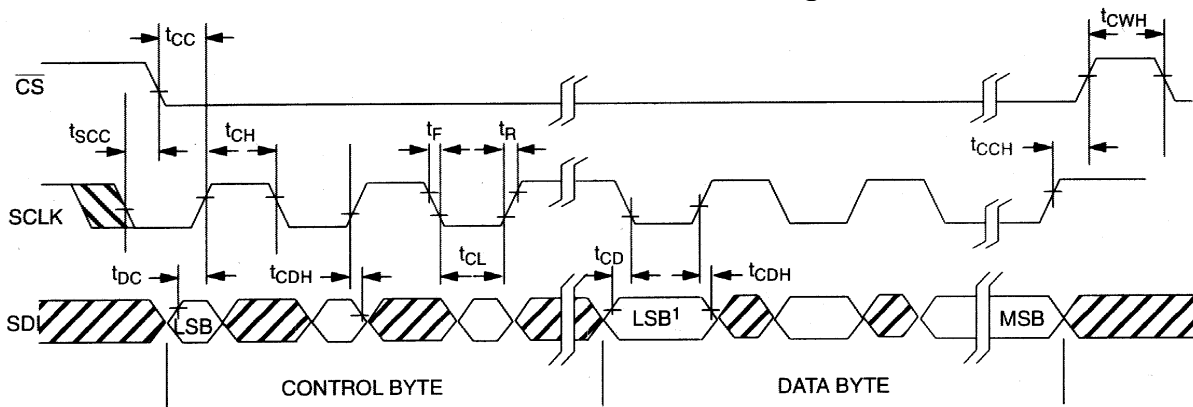 tCC
tCWH
CS
tSCC
tCH
tF
tR
tCCH
SCLK
tDC
tCDH
tCL
tCD
tCDH
SDI
LSB
LSB¹
MSB
CONTROL BYTE
DATA BYTE